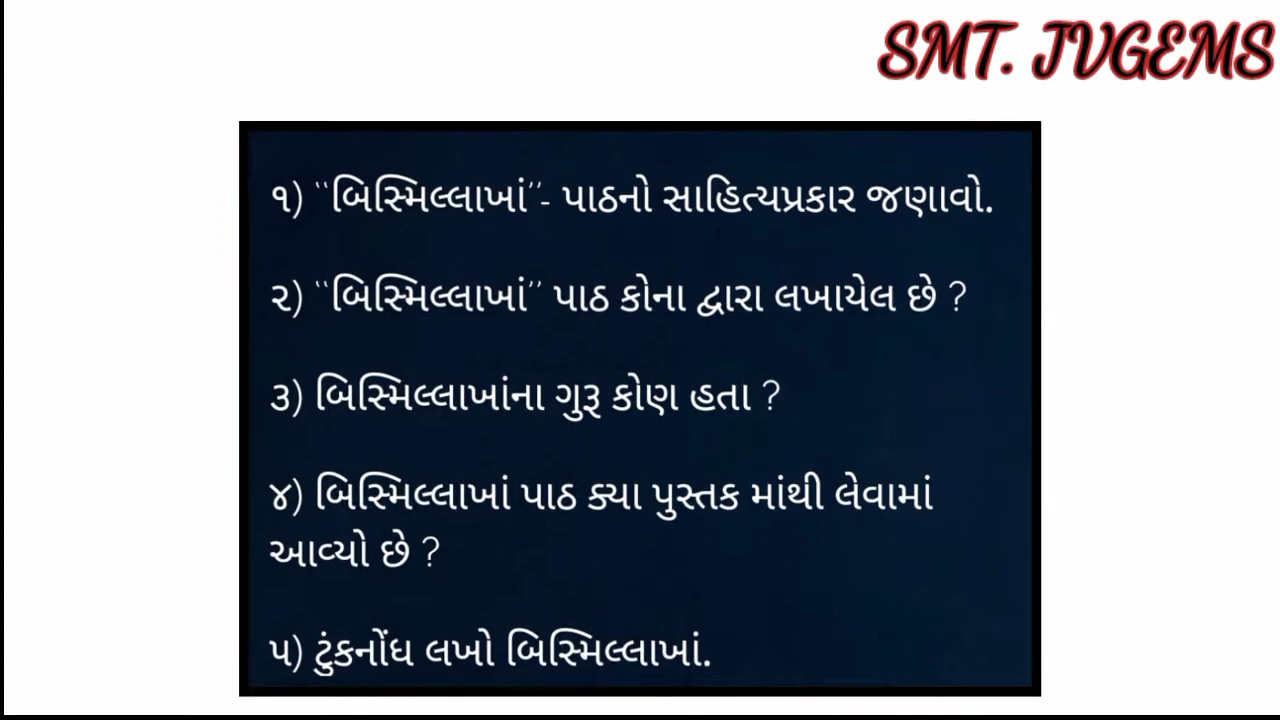 SMT. JVGEMS
૧) ‘‘બિસ્મિલ્લાખાં’’- પાઠનો સાહિત્યપ્રકાર જણાવો.
૨) ‘‘બિસ્મિલ્લાખાં’’ પાઠ કોના દ્વારા લખાયેલ છે ?
૩) બિસ્મિલ્લાખાંના ગુરૂ કોણ હતા ?
૪) બિસ્મિલ્લાખાં પાઠ ક્યા પુસ્તક માંથી લેવામાં
આવ્યો છે ?
૫) ટુંકનોંધ લખો બિસ્મિલ્લાખાં.